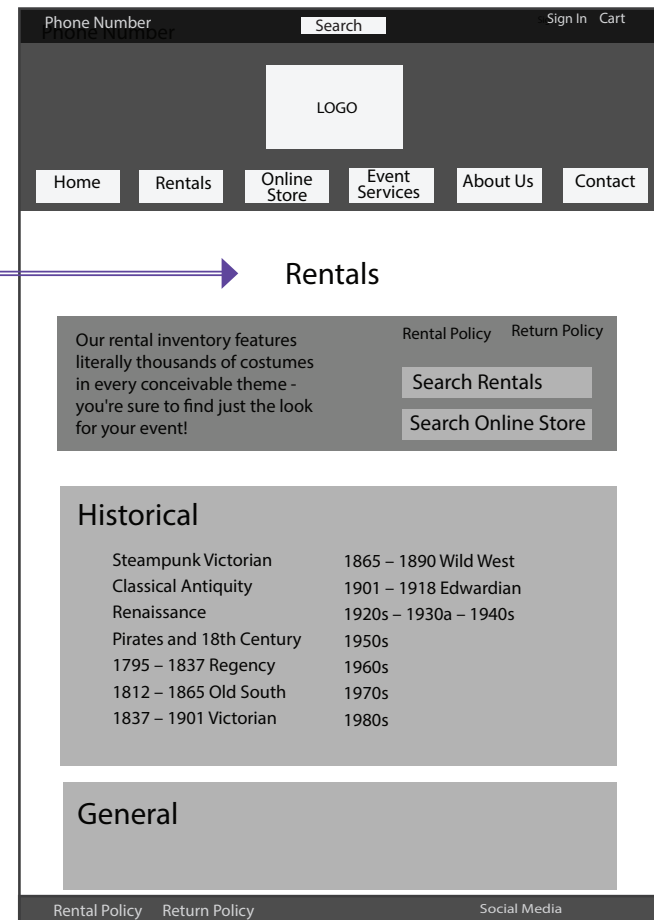 Phone Number
Search
Sign In Cart
Phone Number
LOGO
Home
Rentals
Online
Store
Event
Services
About Us
Contact
Rentals
Our rental inventory features
literally thousands of costumes
in every conceivable theme -
you're sure to find just the look
for your event!
Rental Policy
Return Policy
Search Rentals
Search Online Store
Historical
Steampunk Victorian
Classical Antiquity
Renaissance
Pirates and 18th Century
1795 – 1837 Regency
1812 – 1865 Old South
1837 – 1901 Victorian
1865 – 1890 Wild West
1901 – 1918 Edwardian
1920s – 1930a – 1940s
1950s
1960s
1970s
1980s
General
Rental Policy Return Policy Social Media